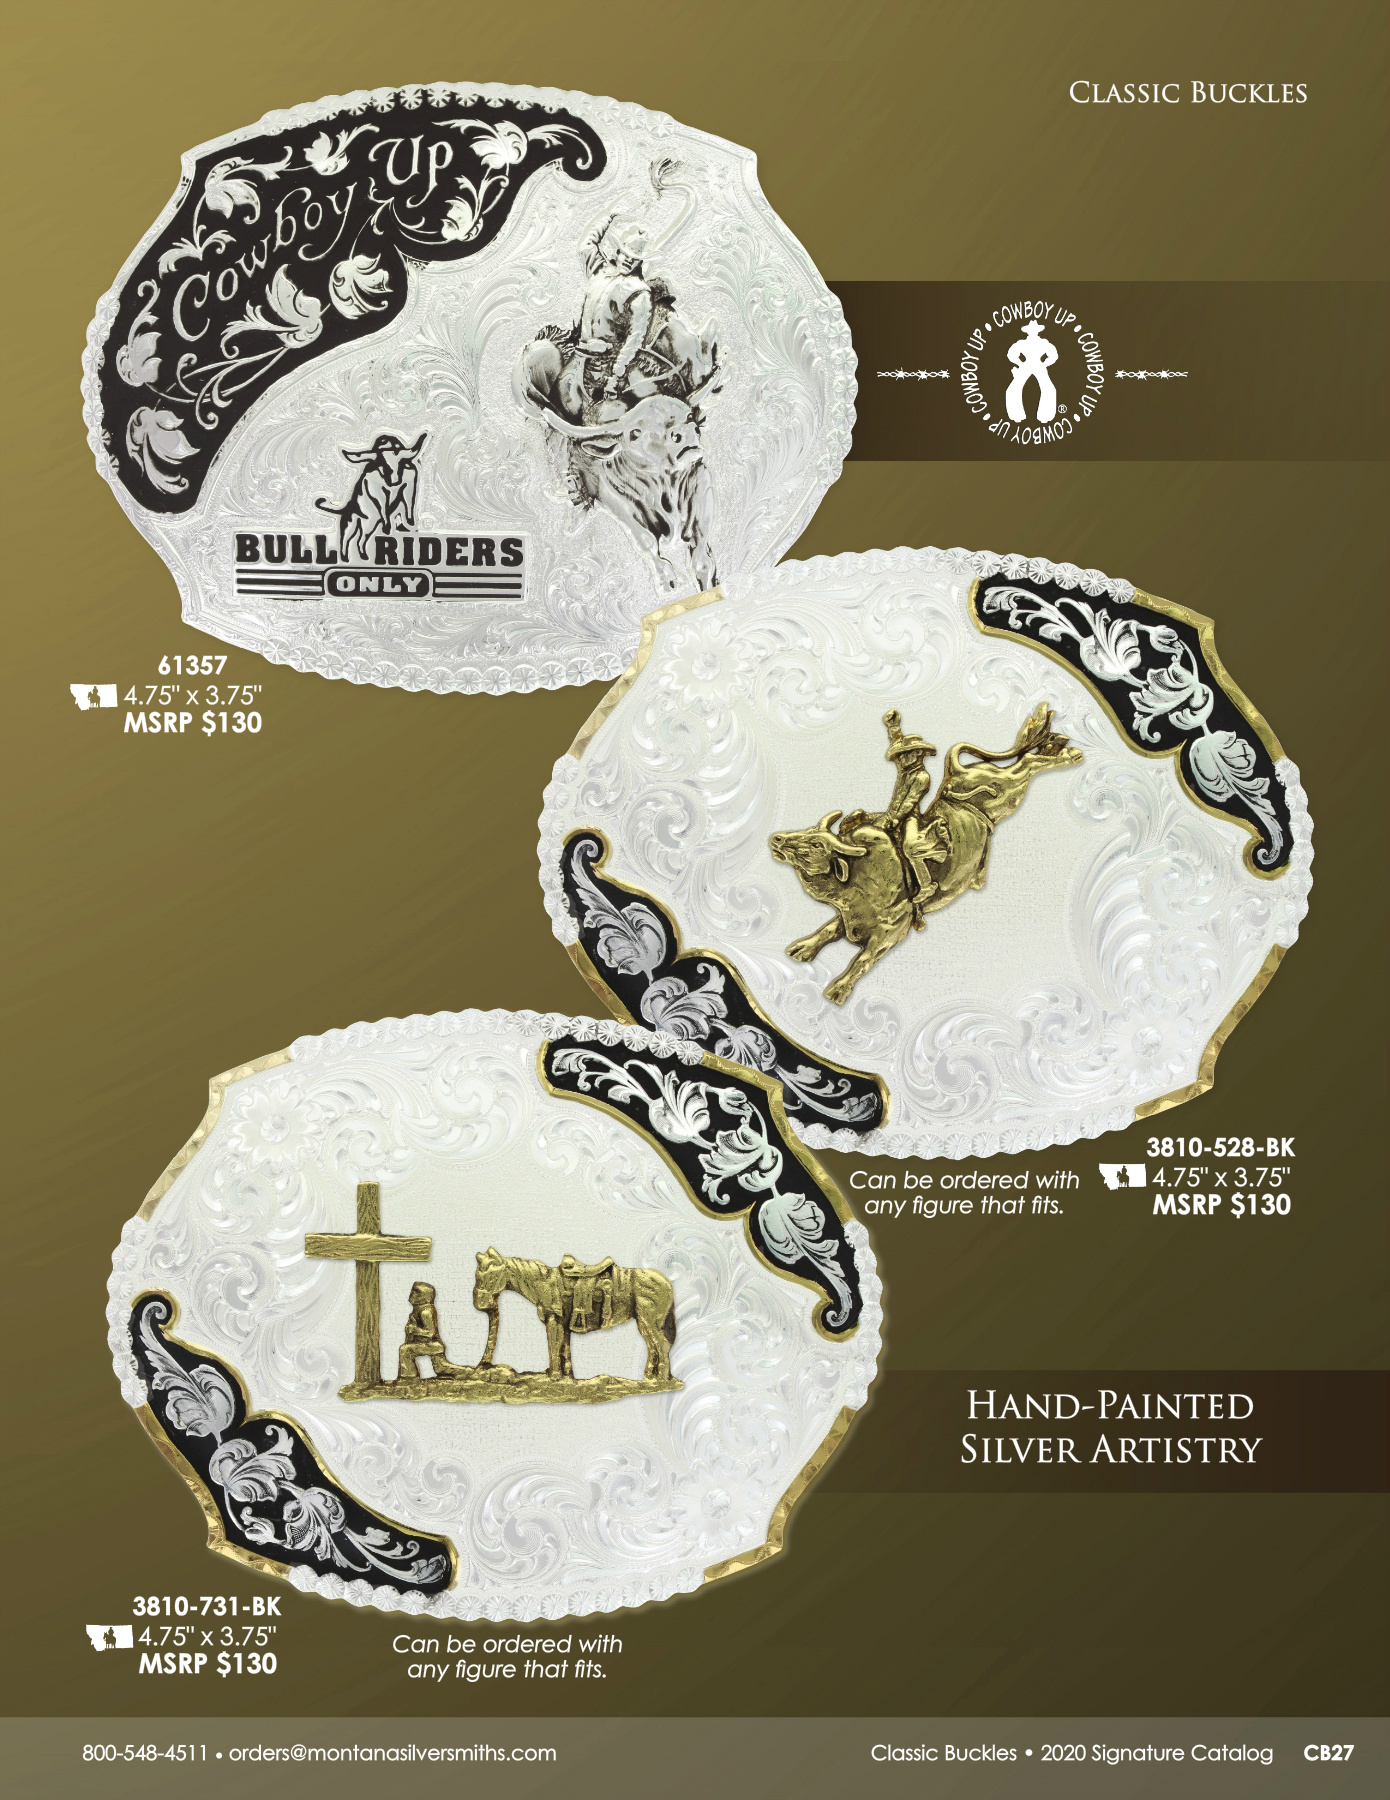 Classic Buckles
Cowboy Up
COWBOY UP • COWBOY UP • COWBOY UP • COWBOY UP •
®
BULL RIDERS
ONLY
61357
4.75" x 3.75"
MSRP $130
3810-528-BK
4.75" x 3.75"
MSRP $130
Can be ordered with
any figure that fits.
Hand-Painted
Silver Artistry
3810-731-BK
4.75" x 3.75"
MSRP $130
Can be ordered with
any figure that fits.
800-548-4511 • orders@montanasilversmiths.com
Classic Buckles • 2020 Signature Catalog CB27